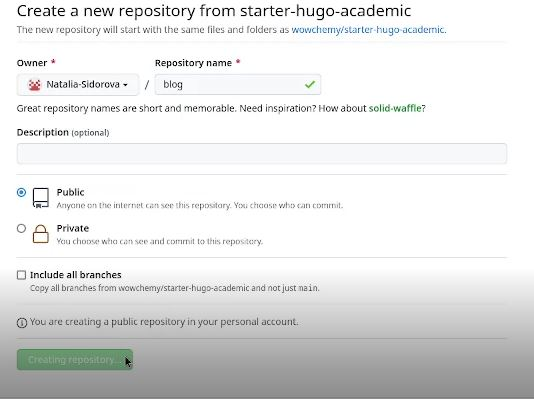 Create a new repository from starter-hugo-academic
The new repository will start with the same files and folders as wowchemy/starter-hugo-academic.
Owner * Repository name *
Natalia-Sidorova / blog
Great repository names are short and memorable. Need inspiration? How about solid-waffle?
Description (optional)
Public
Anyone on the internet can see this repository. You choose who can commit.
Private
You choose who can see and commit to this repository.
Include all branches
Copy all branches from wowchemy/starter-hugo-academic and not just main.
You are creating a public repository in your personal account.
Creating repository...